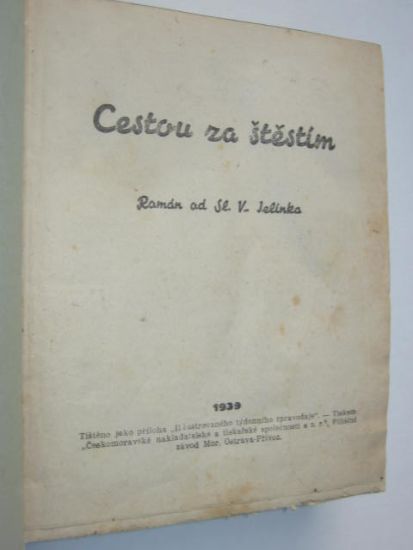 Cestou za štěstím
Román od Sl. V. Jelínka
1939
Tištěno jako příloha „Ilustrovaného týdenního zpravodaje“. — Tiskem
„Českomoravské nakladatelské a tiskařské společnosti s r. o.“, Pobočný
závod Mor. Ostrava-Přívoz.